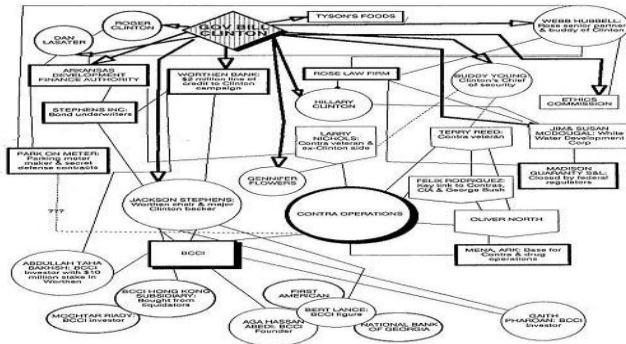 ROGER
CLINTON
GOV. BILL
CLINTON
TYSON'S FOODS
WEBB HUBBELL:
Rose senior partner
& buddy of Clinton
DAN
LASATER
ARKANSAS
DEVELOPMENT
FINANCE AUTHORITY
WORTHEN BANK:
$2 million line of
credit to Clinton
campaign
ROSE LAW FIRM
BUDDY YOUNG
Clinton's Chief
of security
STEPHENS INC:
Bond underwriters
HILLARY
CLINTON
ETHICS
COMMISSION
LARRY
NICHOLS:
Contra veteran &
ex-Clinton aide
TERRY REED:
Contra veteran
JIM & SUSAN
MCDOUGAL: White
Water Development
Corp
PARK ON METER:
Parking meter
maker & secret
defense contracts
GENNIFER
FLOWERS
FELIX RODRIGUEZ:
Key link to Contras,
CIA & George Bush
MADISON
GUARANTY S&L:
Closed by federal
regulators
???
JACKSON STEPHENS:
Worthen chair & major
Clinton backer
CONTRA OPERATIONS
OLIVER NORTH
BCCI
MENA, ARK: Base for
Contra & drug
operations
ABDULLAH TAHA
BAKHSH: BCCI
Investor with $10
million stake in
Worthen
BCCI HONG KONG
SUBSIDIARY:
Bought from
liquidators
MOCHTAR RIADY:
BCCI investor
FIRST
AMERICAN
AGA HASSAN
ABEDI: BCCI
Founder
BERT LANCE:
BCCI figure
NATIONAL BANK
OF GEORGIA
GAITH
PHAROAN: BCCI
Investor